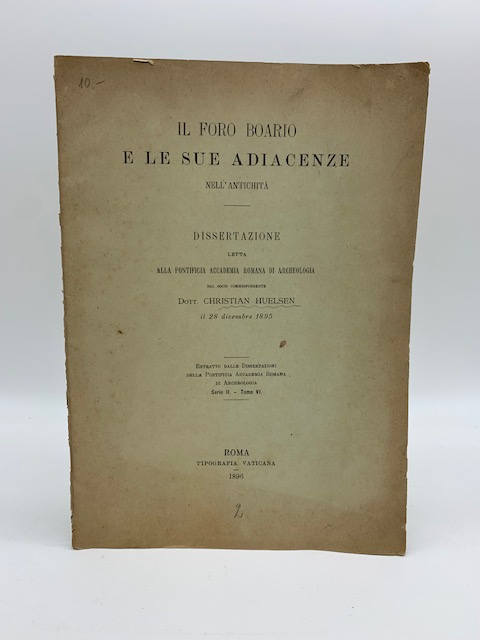 10.-
IL FORO BOARIO
E LE SUE ADIACENZE
NELL'ANTICHITÀ
DISSERTAZIONE
LETTA
ALLA PONTIFICIA ACCADEMIA ROMANA DI ARCHEOLOGIA
DAL SOCIO CORRISPONDENTE
DOTT. CHRISTIAN HUELSEN
il 28 dicembre 1895
ESTRATTO DALLE DISSERTAZIONI
DELLA PONTIFICIA ACCADEMIA ROMANA
DI ARCHEOLOGIA
Serie II. - Tomo VI.
ROMA
TIPOGRAFIA VATICANA
1896
2